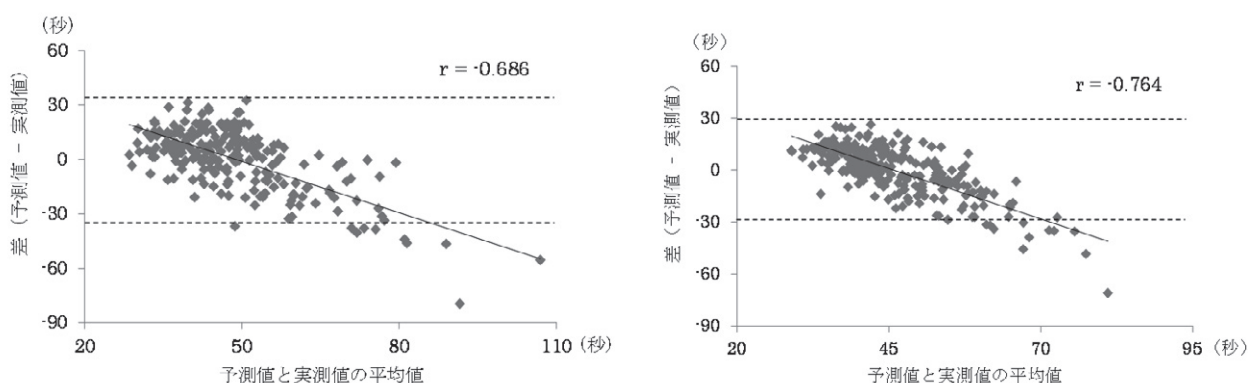 (秒)
60
30
0
-30
-60
-90
差（予測値 - 実測値）
r = -0.686
20
50
80
110
(秒)
予測値と実測値の平均値
(秒)
60
30
0
-30
-60
-90
差（予測値 - 実測値）
r = -0.764
20
45
70
95
(秒)
予測値と実測値の平均値